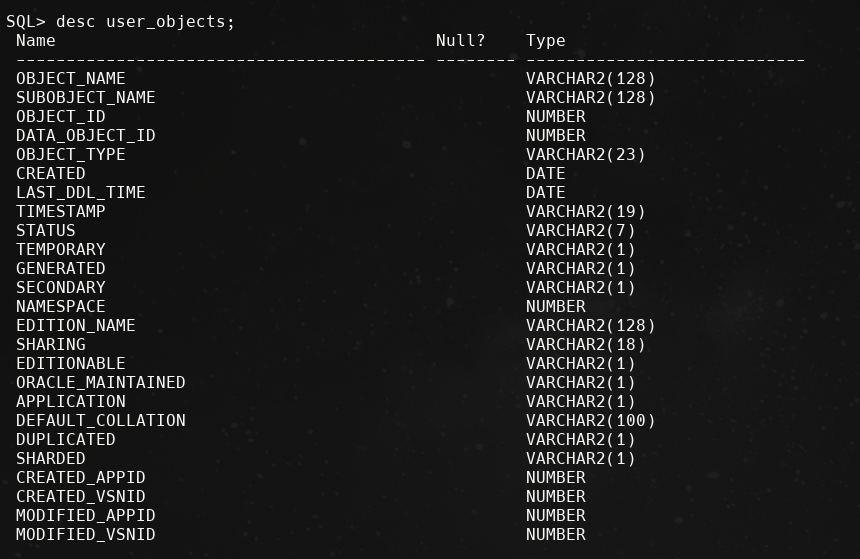 SQL> desc user_objects;
 Name                                      Null?    Type
 ----------------------------------------- -------- ----------------------------
 OBJECT_NAME                                        VARCHAR2(128)
 SUBOBJECT_NAME                                     VARCHAR2(128)
 OBJECT_ID                                          NUMBER
 DATA_OBJECT_ID                                     NUMBER
 OBJECT_TYPE                                        VARCHAR2(23)
 CREATED                                            DATE
 LAST_DDL_TIME                                      DATE
 TIMESTAMP                                          VARCHAR2(19)
 STATUS                                             VARCHAR2(7)
 TEMPORARY                                          VARCHAR2(1)
 GENERATED                                          VARCHAR2(1)
 SECONDARY                                          VARCHAR2(1)
 NAMESPACE                                          NUMBER
 EDITION_NAME                                       VARCHAR2(128)
 SHARING                                            VARCHAR2(18)
 EDITIONABLE                                        VARCHAR2(1)
 ORACLE_MAINTAINED                                  VARCHAR2(1)
 APPLICATION                                        VARCHAR2(1)
 DEFAULT_COLLATION                                  VARCHAR2(100)
 DUPLICATED                                         VARCHAR2(1)
 SHARDED                                            VARCHAR2(1)
 CREATED_APPID                                      NUMBER
 CREATED_VSNID                                      NUMBER
 MODIFIED_APPID                                     NUMBER
 MODIFIED_VSNID                                     NUMBER